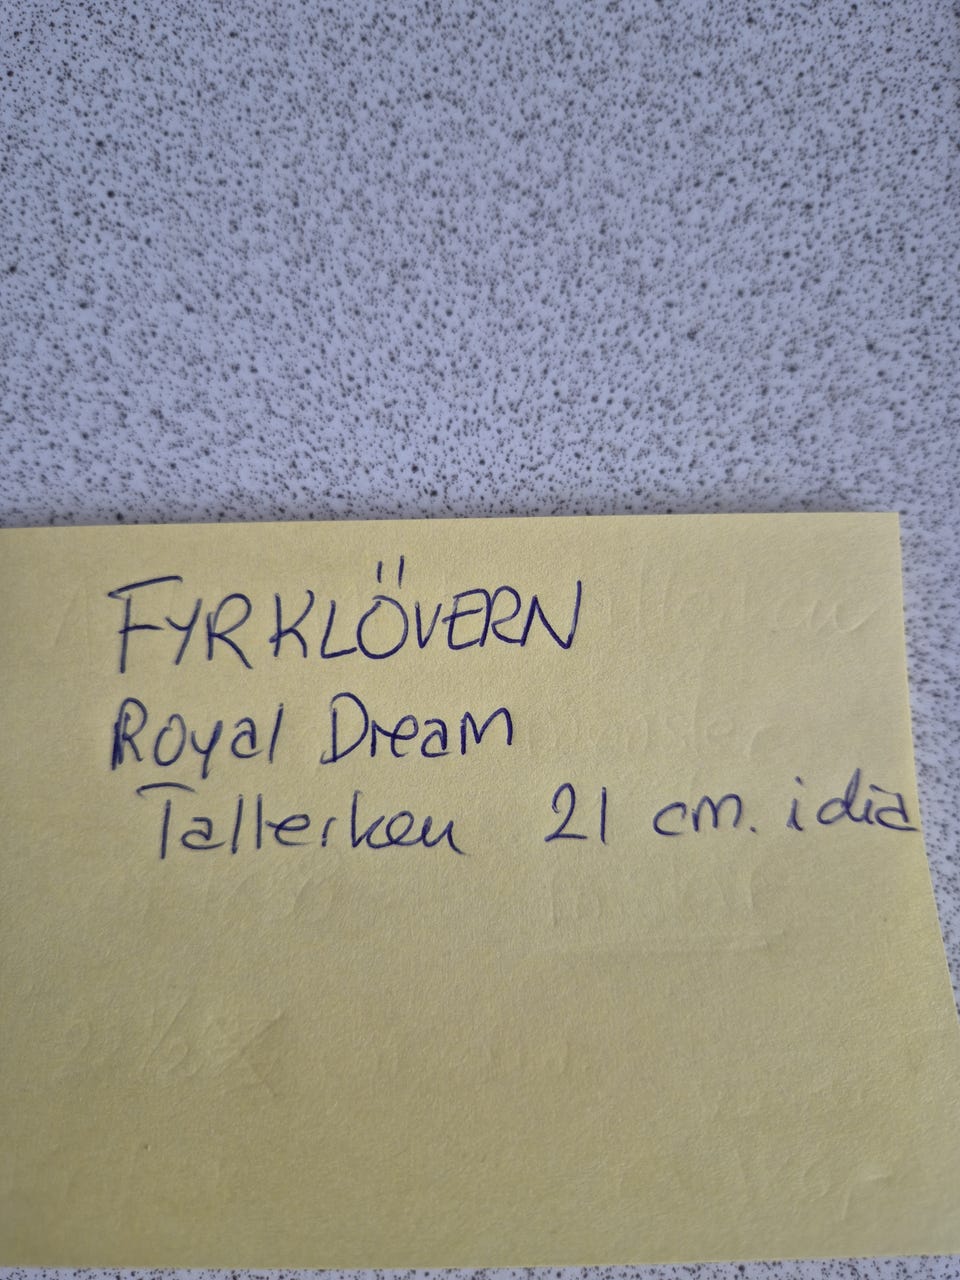 FYRKLÖVERN
Royal Dream
Tallerken 21 cm. i dia